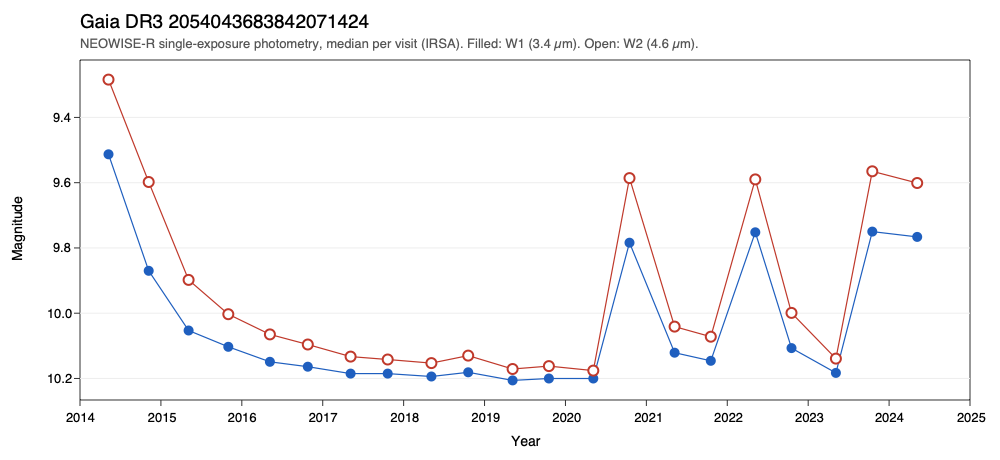 Gaia DR3 2054043683842071424
NEOWISE-R single-exposure photometry, median per visit (IRSA). Filled: W1 (3.4 µm). Open: W2 (4.6 µm).
9.4
9.6
9.8
10.0
10.2
Magnitude
2014 2015 2016 2017 2018 2019 2020 2021 2022 2023 2024 2025
Year